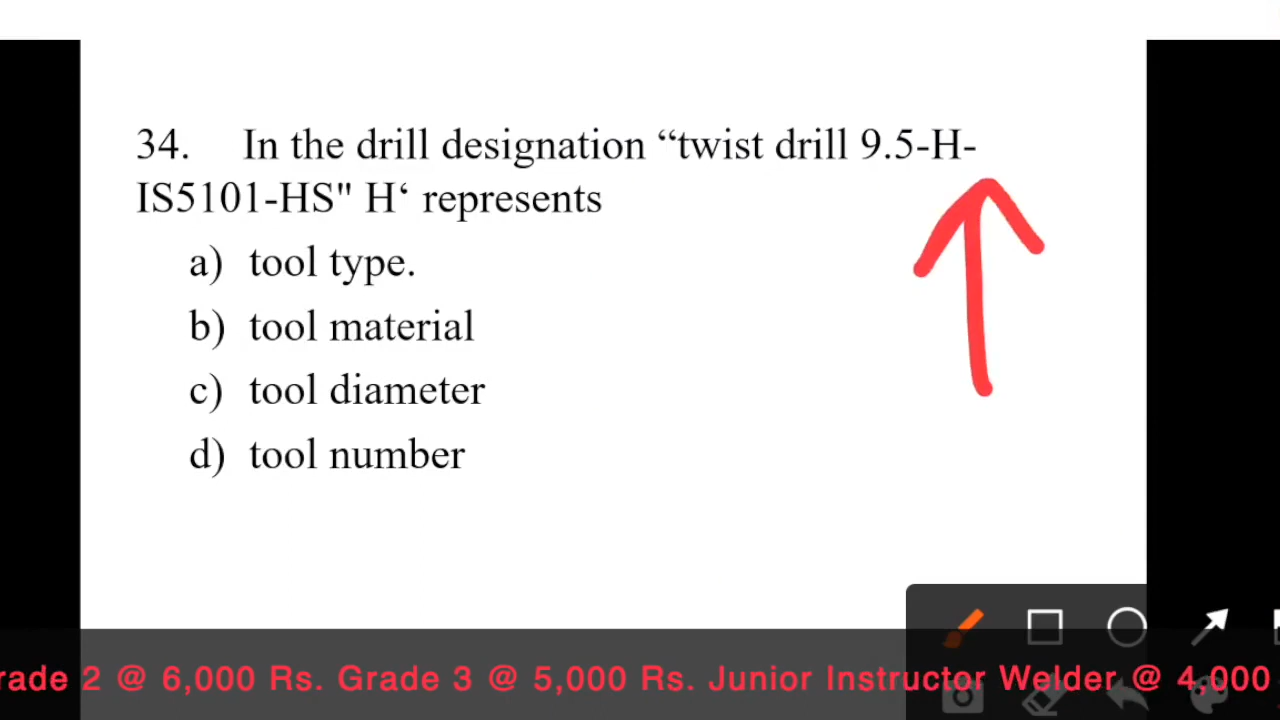 34. In the drill designation “twist drill 9.5-H-
IS5101-HS" H‘ represents
a) tool type.
b) tool material
c) tool diameter
d) tool number
rade 2 @ 6,000 Rs. Grade 3 @ 5,000 Rs. Junior Instructor Welder @ 4,000